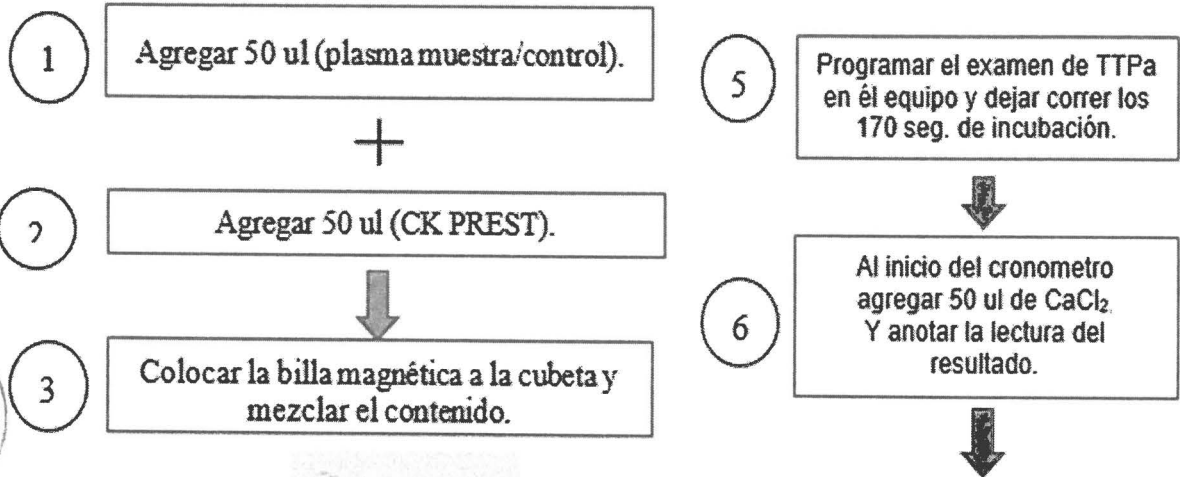 1
Agregar 50 ul (plasma muestra/control).
+
2
Agregar 50 ul (CK PREST).
3
Colocar la billa magnética a la cubeta y
mezclar el contenido.
5
Programar el examen de TTPa
en él equipo y dejar correr los
170 seg. de incubación.
6
Al inicio del cronometro
agregar 50 ul de CaCl₂.
Y anotar la lectura del
resultado.